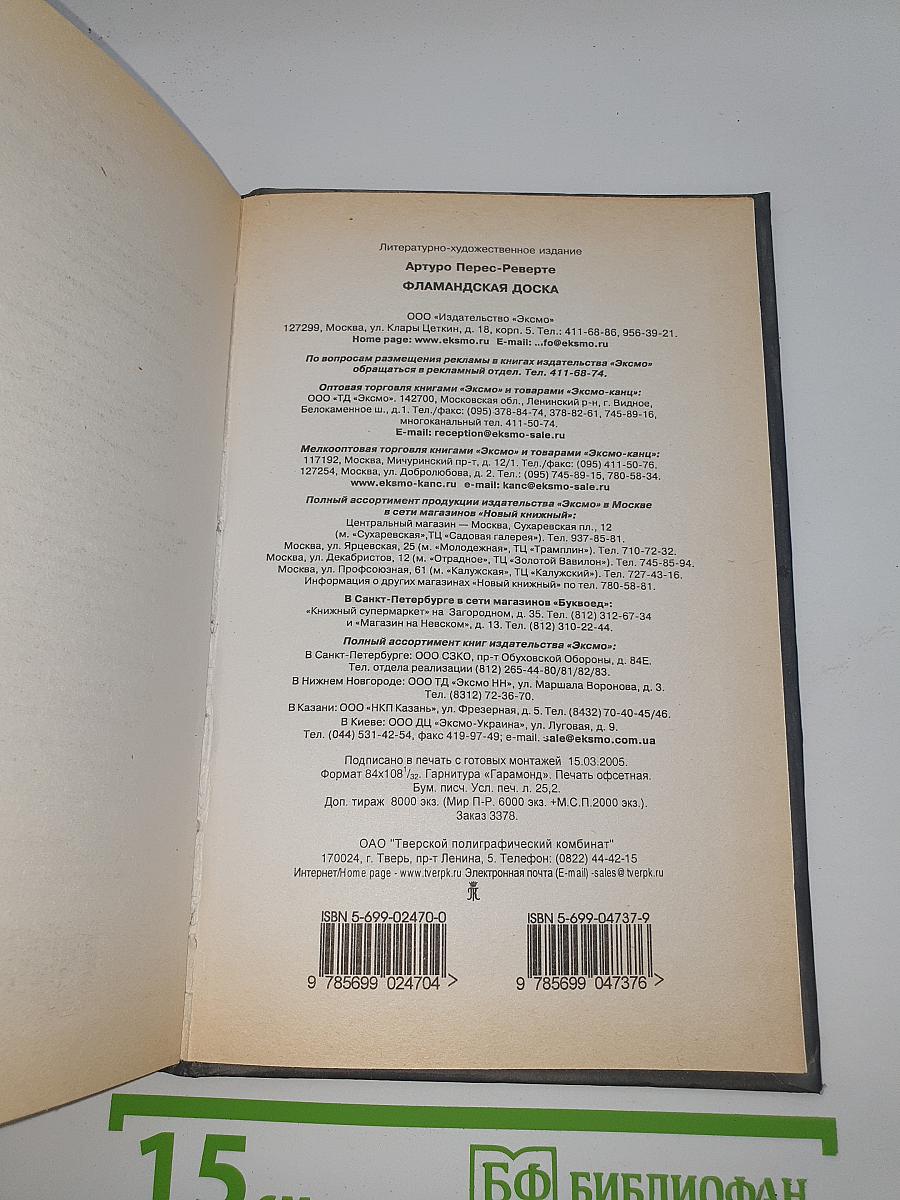 Литературно-художественное издание
Артуро Перес-Реверте
ФЛАМАНДСКАЯ ДОСКА
ООО «Издательство «Эксмо»
127299, Москва, ул. Клары Цеткин, д. 18, корп. 5. Тел.: 411-68-86, 956-39-21.
Home page: www.eksmo.ru E-mail: ...fo@eksmo.ru
По вопросам размещения рекламы в книгах издательства «Эксмо»
обращаться в рекламный отдел. Тел. 411-68-74.
Оптовая торговля книгами «Эксмо» и товарами «Эксмо-канц»:
ООО «ТД «Эксмо». 142700, Московская обл., Ленинский р-н, г. Видное,
Белокаменное ш., д.1. Тел./факс: (095) 378-84-74, 378-82-61, 745-89-16,
многоканальный тел. 411-50-74.
E-mail: reception@eksmo-sale.ru
Мелкооптовая торговля книгами «Эксмо» и товарами «Эксмо-канц»:
117192, Москва, Мичуринский пр-т, д. 12/1. Тел./факс: (095) 411-50-76.
127254, Москва, ул. Добролюбова, д. 2. Тел.: (095) 745-89-15, 780-58-34.
www.eksmo-kanc.ru e-mail: kanc@eksmo-sale.ru
Полный ассортимент продукции издательства «Эксмо» в Москве
в сети магазинов «Новый книжный»:
Центральный магазин — Москва, Сухаревская пл., 12
(м. «Сухаревская»,ТЦ «Садовая галерея»). Тел. 937-85-81.
Москва, ул. Ярцевская, 25 (м. «Молодежная», ТЦ «Трамплин»). Тел. 710-72-32.
Москва, ул. Декабристов, 12 (м. «Отрадное», ТЦ «Золотой Вавилон»). Тел. 745-85-94.
Москва, ул. Профсоюзная, 61 (м. «Калужская», ТЦ «Калужский»). Тел. 727-43-16.
Информация о других магазинах «Новый книжный» по тел. 780-58-81.
В Санкт-Петербурге в сети магазинов «Буквоед»:
«Книжный супермаркет» на Загородном, д. 35. Тел. (812) 312-67-34
и «Магазин на Невском», д. 13. Тел. (812) 310-22-44.
Полный ассортимент книг издательства «Эксмо»:
В Санкт-Петербурге: ООО СЗКО, пр-т Обуховской Обороны, д. 84Е.
Тел. отдела реализации (812) 265-44-80/81/82/83.
В Нижнем Новгороде: ООО ТД «Эксмо НН», ул. Маршала Воронова, д. 3.
Тел. (8312) 72-36-70.
В Казани: ООО «НКП Казань», ул. Фрезерная, д. 5. Тел. (8432) 70-40-45/46.
В Киеве: ООО ДЦ «Эксмо-Украина», ул. Луговая, д. 9.
Тел. (044) 531-42-54, факс 419-97-49; e-mail. sale@eksmo.com.ua
Подписано в печать с готовых монтажей 15.03.2005.
Формат 84x108 1/32. Гарнитура «Гарамонд». Печать офсетная.
Бум. писч. Усл. печ. л. 25,2.
Доп. тираж 8000 экз. (Мир П-Р. 6000 экз. +М.С.П.2000 экз.).
Заказ 3378.
ОАО "Тверской полиграфический комбинат"
170024, г. Тверь, пр-т Ленина, 5. Телефон: (0822) 44-42-15
Интернет/Home page - www.tverpk.ru Электронная почта (E-mail) -sales@tverpk.ru
ISBN 5-699-02470-0 ISBN 5-699-04737-9
9 785699 024704 > 9 785699 047376 >
15 см БФ БИБЛИОФАН